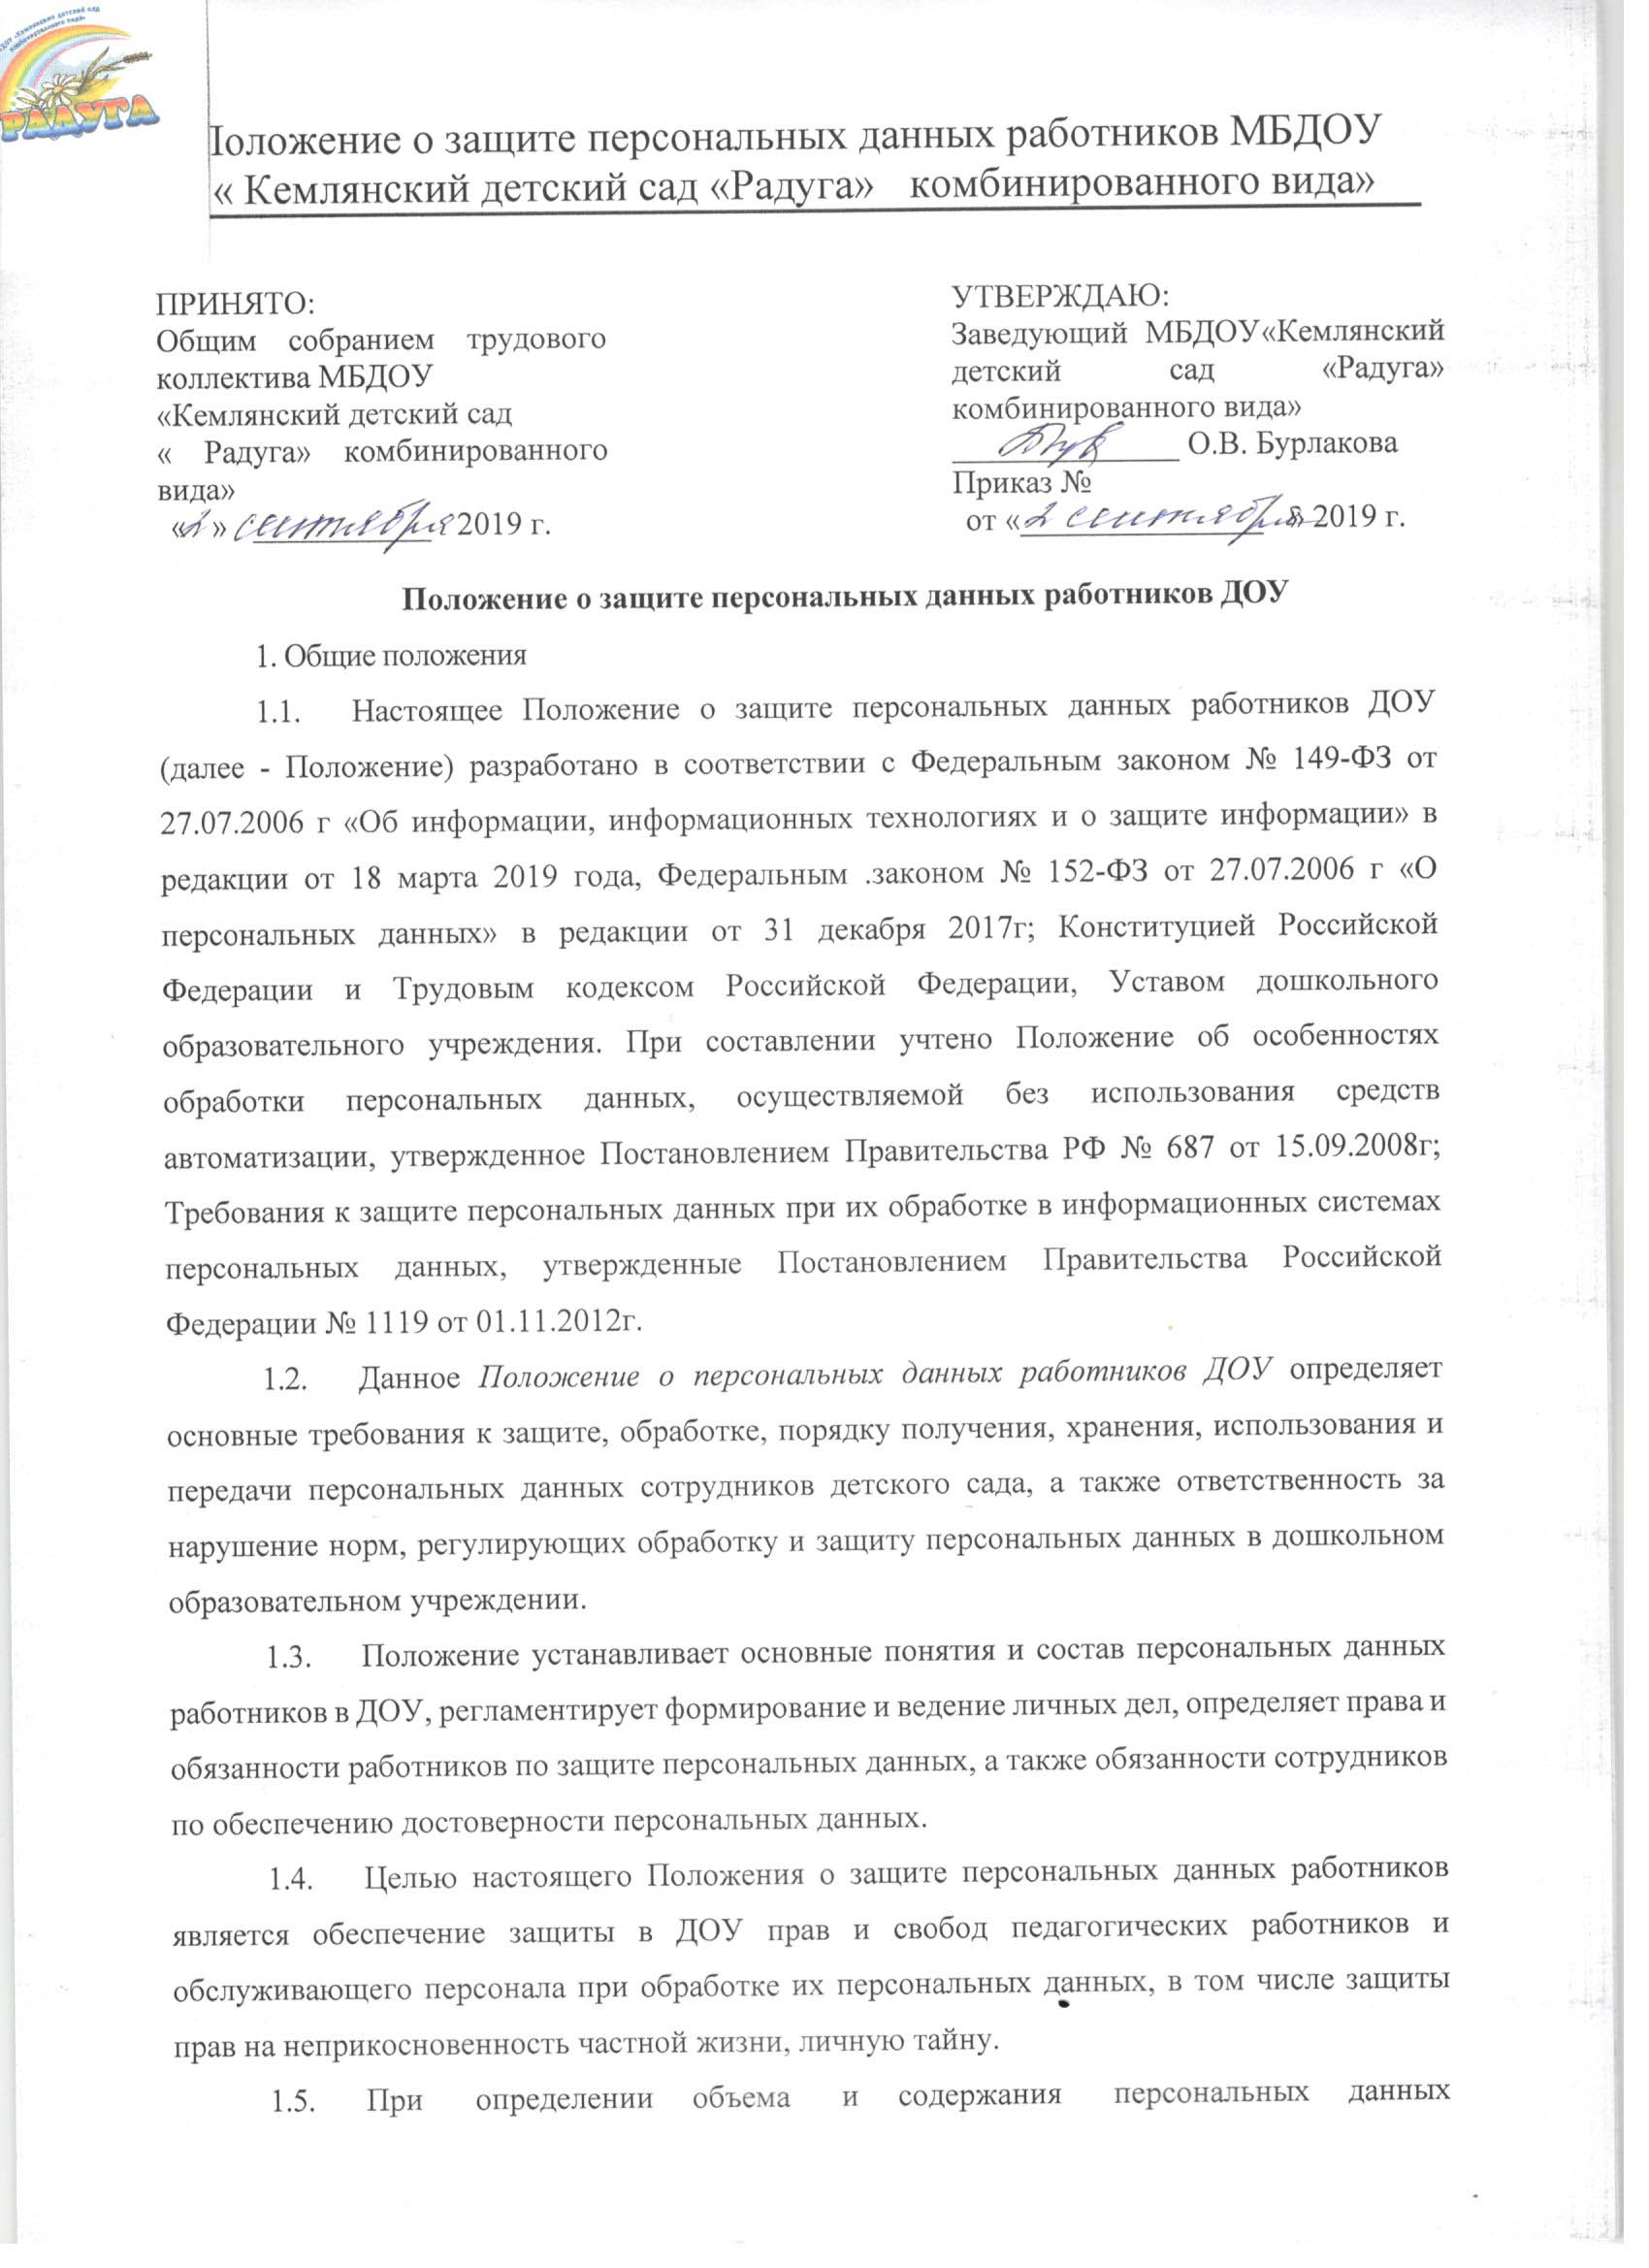 МБДОУ «Кемлянский детский сад
комбинированного вида»
РАДУГА
Положение о защите персональных данных работников МБДОУ
« Кемлянский детский сад «Радуга» комбинированного вида»
ПРИНЯТО:
Общим собранием трудового
коллектива МБДОУ
«Кемлянский детский сад
« Радуга» комбинированного
вида»
«2» сентября 2019 г.
УТВЕРЖДАЮ:
Заведующий МБДОУ«Кемлянский
детский сад «Радуга»
комбинированного вида»
О.В. Бурлакова
Приказ №
от «2 сентября» 2019 г.
Положение о защите персональных данных работников ДОУ
1. Общие положения
1.1. Настоящее Положение о защите персональных данных работников ДОУ
(далее - Положение) разработано в соответствии с Федеральным законом № 149-ФЗ от
27.07.2006 г «Об информации, информационных технологиях и о защите информации» в
редакции от 18 марта 2019 года, Федеральным .законом № 152-ФЗ от 27.07.2006 г «О
персональных данных» в редакции от 31 декабря 2017г; Конституцией Российской
Федерации и Трудовым кодексом Российской Федерации, Уставом дошкольного
образовательного учреждения. При составлении учтено Положение об особенностях
обработки персональных данных, осуществляемой без использования средств
автоматизации, утвержденное Постановлением Правительства РФ № 687 от 15.09.2008г;
Требования к защите персональных данных при их обработке в информационных системах
персональных данных, утвержденные Постановлением Правительства Российской
Федерации № 1119 от 01.11.2012г.
1.2. Данное Положение о персональных данных работников ДОУ определяет
основные требования к защите, обработке, порядку получения, хранения, использования и
передачи персональных данных сотрудников детского сада, а также ответственность за
нарушение норм, регулирующих обработку и защиту персональных данных в дошкольном
образовательном учреждении.
1.3. Положение устанавливает основные понятия и состав персональных данных
работников в ДОУ, регламентирует формирование и ведение личных дел, определяет права и
обязанности работников по защите персональных данных, а также обязанности сотрудников
по обеспечению достоверности персональных данных.
1.4. Целью настоящего Положения о защите персональных данных работников
является обеспечение защиты в ДОУ прав и свобод педагогических работников и
обслуживающего персонала при обработке их персональных данных, в том числе защиты
прав на неприкосновенность частной жизни, личную тайну.
1.5. При определении объема и содержания персональных данных